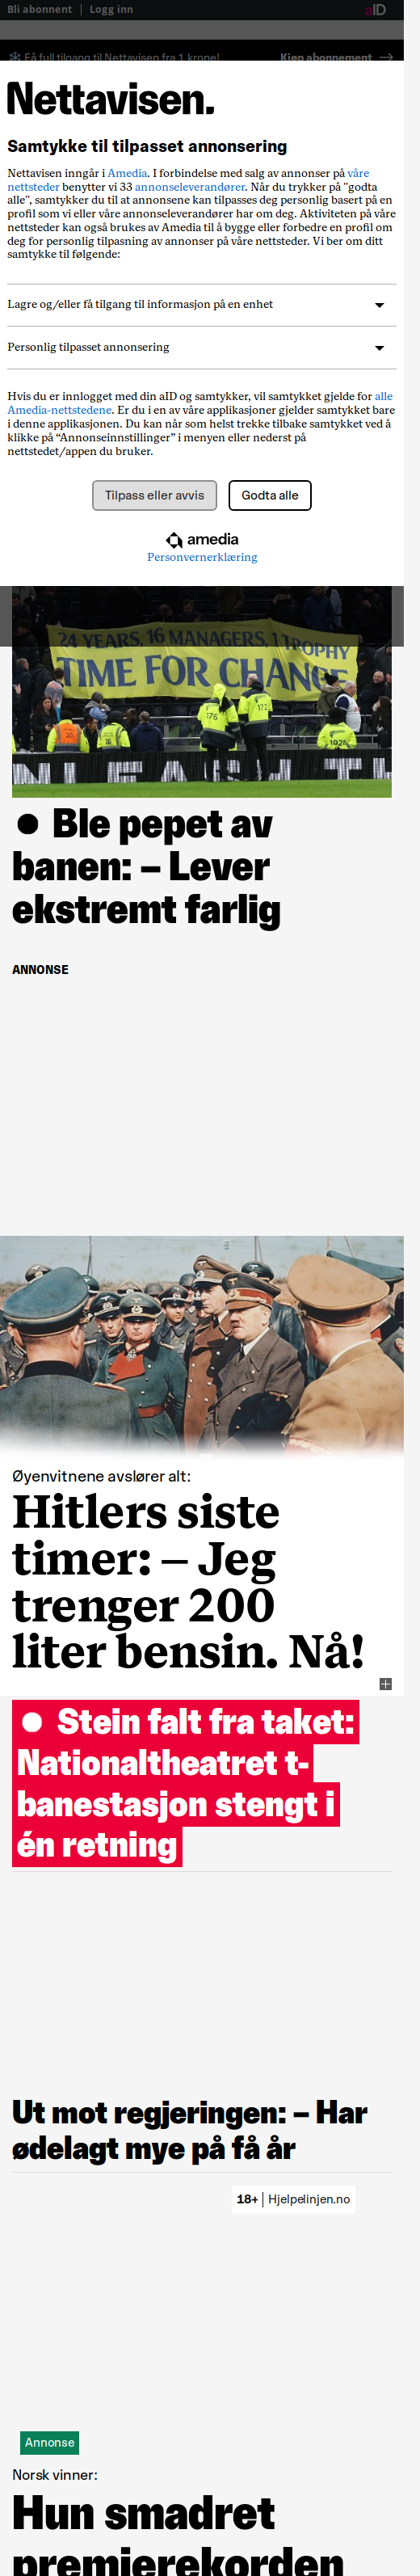 Bli abonnent | Logg inn
aID
Få full tilgang til Nettavisen fra 1 krone!
Kjøp abonnement →
Nettavisen.
Samtykke til tilpasset annonsering
Nettavisen inngår i Amedia. I forbindelse med salg av annonser på våre
nettsteder benytter vi 33 annonseleverandører. Når du trykker på "godta
alle", samtykker du til at annonsene kan tilpasses deg personlig basert på en
profil som vi eller våre annonseleverandører har om deg. Aktiviteten på våre
nettsteder kan også brukes av Amedia til å bygge eller forbedre en profil om
deg for personlig tilpasning av annonser på våre nettsteder. Vi ber om ditt
samtykke til følgende:
Lagre og/eller få tilgang til informasjon på en enhet
Personlig tilpasset annonsering
Hvis du er innlogget med din aID og samtykker, vil samtykket gjelde for alle
Amedia-nettstedene. Er du i en av våre applikasjoner gjelder samtykket bare
i denne applikasjonen. Du kan når som helst trekke tilbake samtykket ved å
klikke på “Annonseinnstillinger” i menyen eller nederst på
nettstedet/appen du bruker.
Tilpass eller avvis
Godta alle
amedia
Personvernerklæring
24 YEARS, 16 MANAGERS, 1 TROPHY
TIME FOR CHANGE
176
173
1026
Ble pepet av
banen: – Lever
ekstremt farlig
ANNONSE
Øyenvitnene avslører alt:
Hitlers siste
timer: – Jeg
trenger 200
liter bensin. Nå!
Stein falt fra taket:
Nationaltheatret t-
banestasjon stengt i
én retning
Ut mot regjeringen: – Har
ødelagt mye på få år
18+ | Hjelpelinjen.no
Annonse
Norsk vinner:
Hun smadret
premierekorden